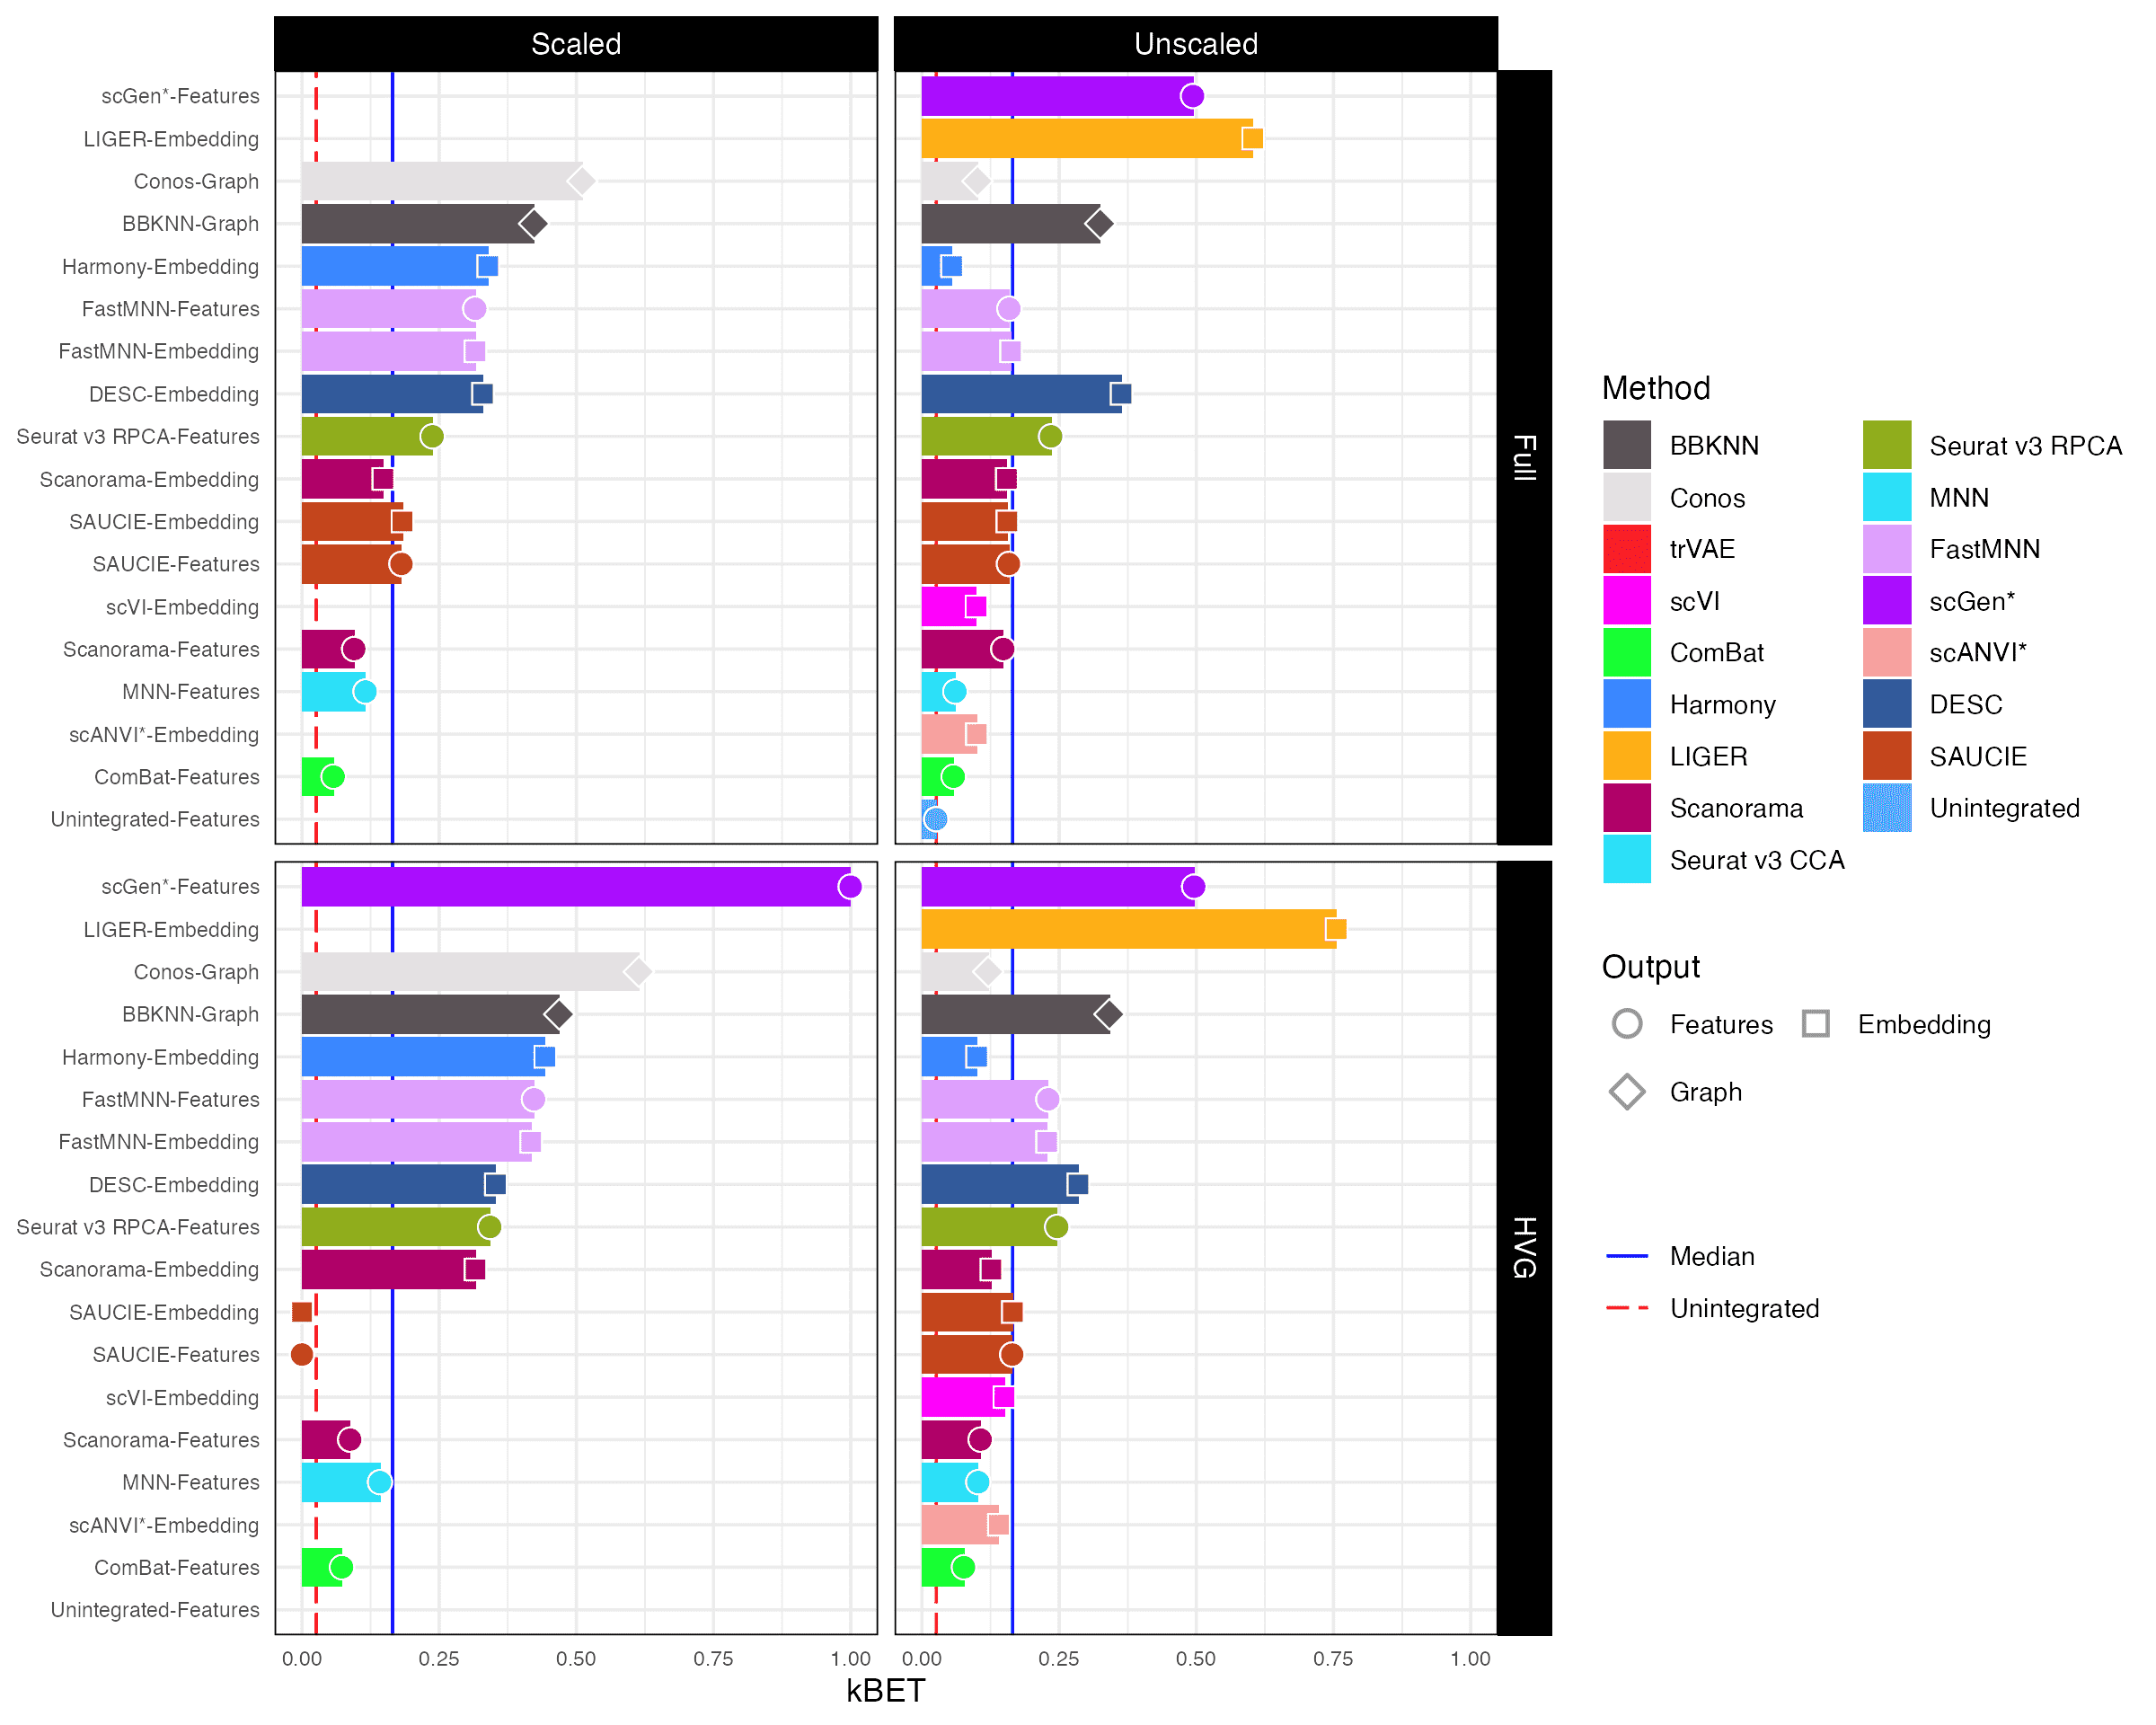 Scaled
Unscaled
scGen*-Features
LIGER-Embedding
Conos-Graph
BBKNN-Graph
Harmony-Embedding
FastMNN-Features
FastMNN-Embedding
DESC-Embedding
Seurat v3 RPCA-Features
Scanorama-Embedding
SAUCIE-Embedding
SAUCIE-Features
scVI-Embedding
Scanorama-Features
MNN-Features
scANVI*-Embedding
ComBat-Features
Unintegrated-Features
Full
scGen*-Features
LIGER-Embedding
Conos-Graph
BBKNN-Graph
Harmony-Embedding
FastMNN-Features
FastMNN-Embedding
DESC-Embedding
Seurat v3 RPCA-Features
Scanorama-Embedding
SAUCIE-Embedding
SAUCIE-Features
scVI-Embedding
Scanorama-Features
MNN-Features
scANVI*-Embedding
ComBat-Features
Unintegrated-Features
HVG
0.00 0.25 0.50 0.75 1.00
0.00 0.25 0.50 0.75 1.00
kBET
Method
BBKNN
Conos
trVAE
scVI
ComBat
Harmony
LIGER
Scanorama
Seurat v3 CCA
Seurat v3 RPCA
MNN
FastMNN
scGen*
scANVI*
DESC
SAUCIE
Unintegrated
Output
Features
Embedding
Graph
Median
Unintegrated